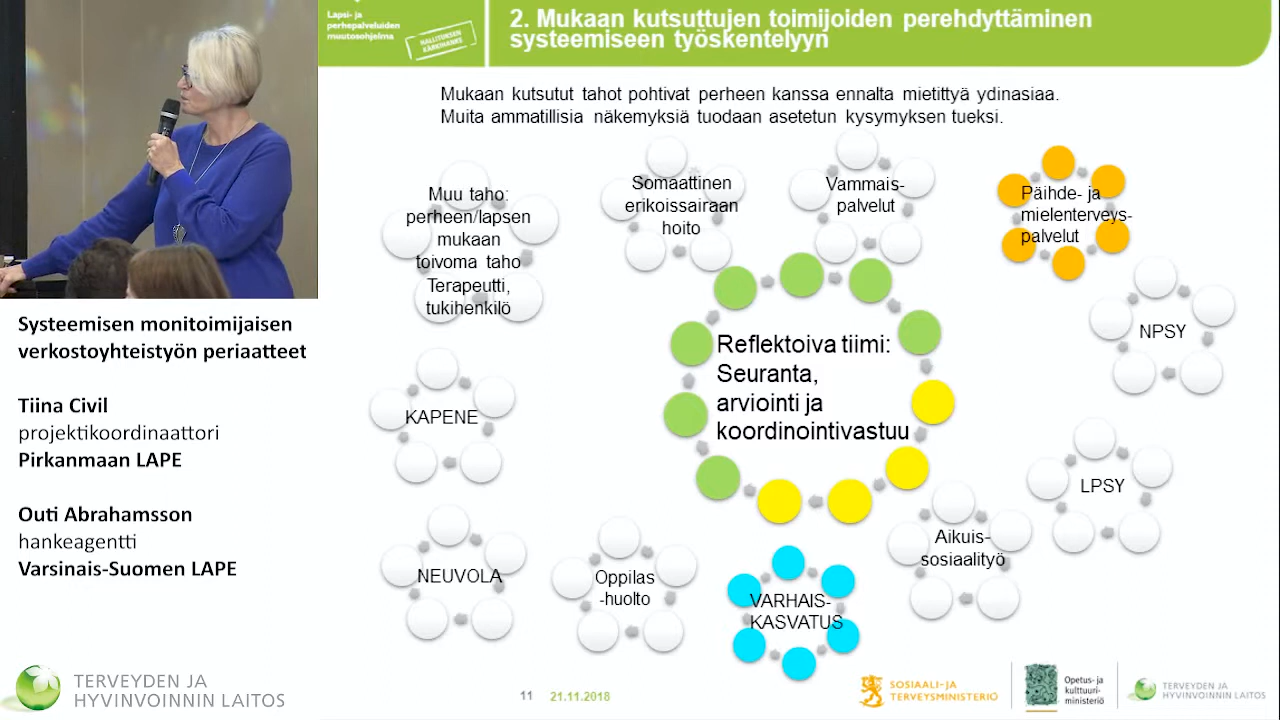 Lapsi- ja
perhepalveluiden
muutosohjelma
HALLITUKSEN
KÄRKIHANKE
2. Mukaan kutsuttujen toimijoiden perehdyttäminen
systeemiseen työskentelyyn
Mukaan kutsutut tahot pohtivat perheen kanssa ennalta mietittyä ydinasiaa.
Muita ammatillisia näkemyksiä tuodaan asetetun kysymyksen tueksi.
Muu taho:
perheen/lapsen
mukaan
toivoma taho
Terapeutti,
tukihenkilö
Somaattinen
erikoissairaan
hoito
Vammais-
palvelut
Päihde- ja
mielenterveys-
palvelut
NPSY
Reflektoiva tiimi:
Seuranta,
arviointi ja
koordinointivastuu
KAPENE
LPSY
Aikuis-
sosiaalityö
NEUVOLA
Oppilas
-huolto
VARHAIS-
KASVATUS
Systeemisen monitoimijaisen
verkostoyhteistyön periaatteet
Tiina Civil
projektikoordinaattori
Pirkanmaan LAPE
Outi Abrahamsson
hankeagentti
Varsinais-Suomen LAPE
TERVEYDEN JA
HYVINVOINNIN LAITOS
11 21.11.2018
SOSIAALI- JA
TERVEYSMINISTERIÖ
Opetus- ja
kulttuuri-
ministeriö
TERVEYDEN JA
HYVINVOINNIN LAITOS